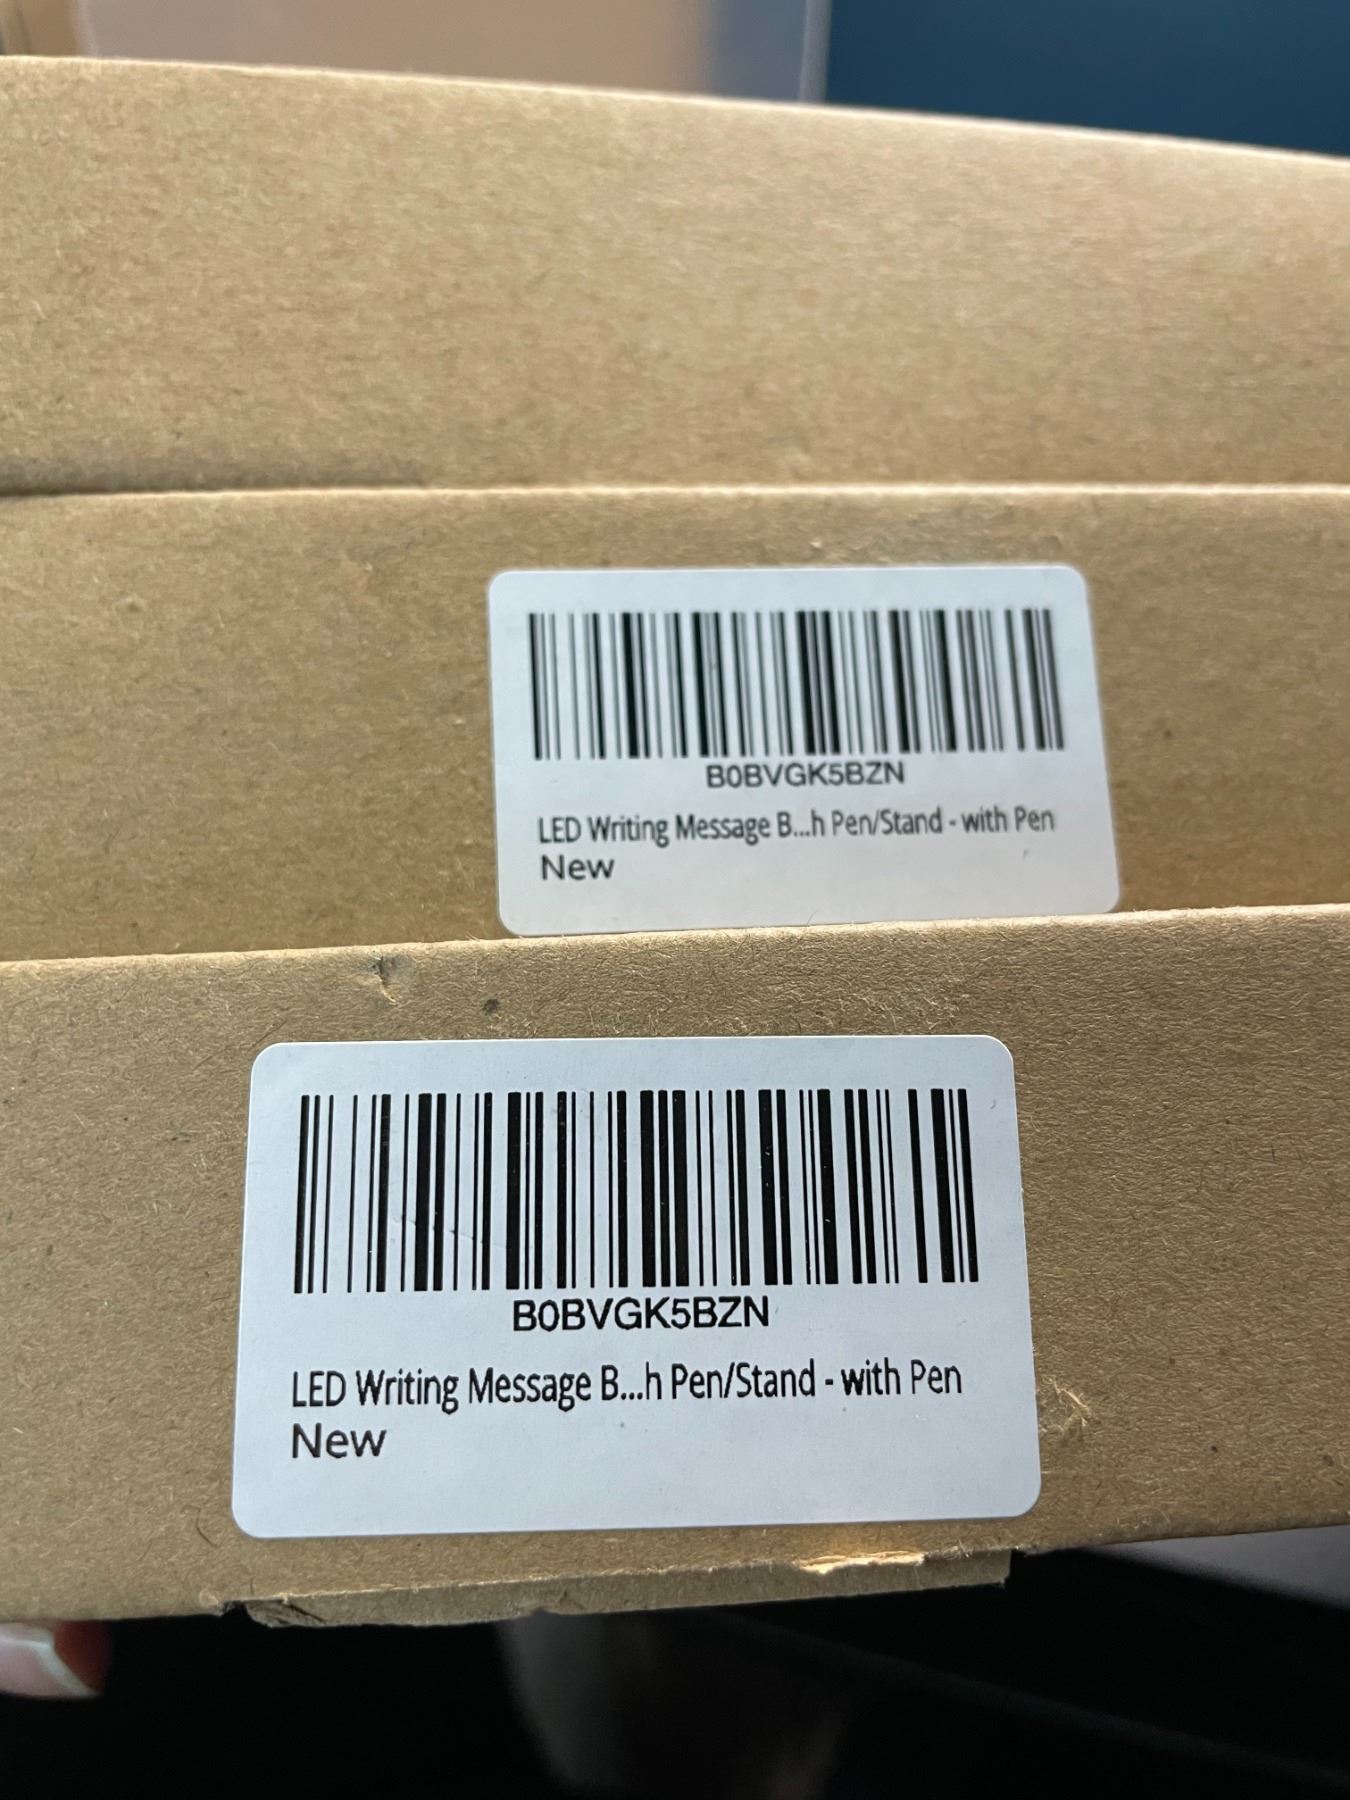 B0BVGK5BZN
LED Writing Message B...h Pen/Stand - with Pen
New
B0BVGK5BZN
LED Writing Message B...h Pen/Stand - with Pen
New